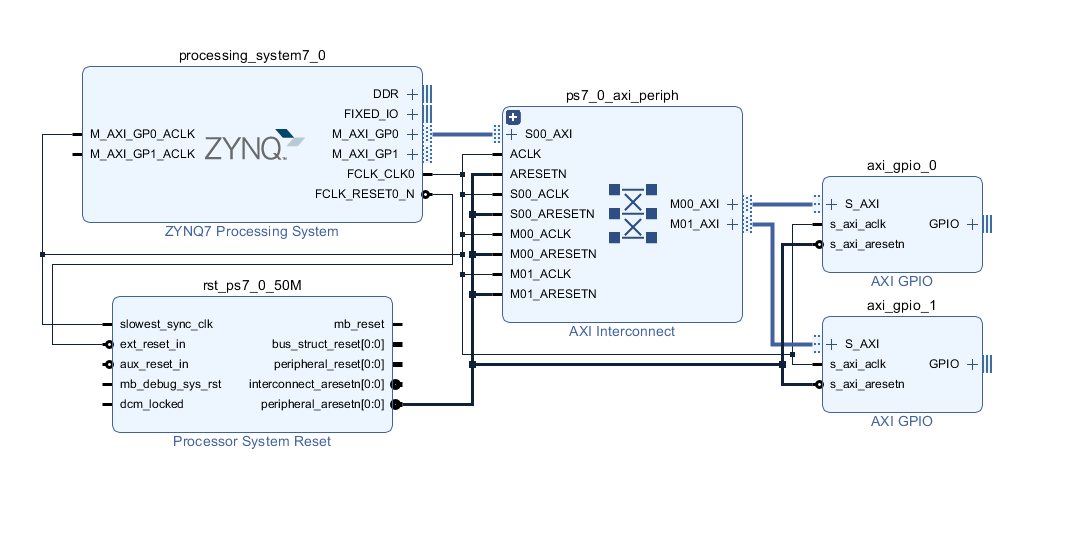 processing_system7_0
DDR
FIXED_IO
M_AXI_GP0_ACLK
M_AXI_GP0
M_AXI_GP1_ACLK
M_AXI_GP1
ZYNQ
FCLK_CLK0
FCLK_RESET0_N
ZYNQ7 Processing System
rst_ps7_0_50M
slowest_sync_clk
mb_reset
ext_reset_in
bus_struct_reset[0:0]
aux_reset_in
peripheral_reset[0:0]
mb_debug_sys_rst
interconnect_aresetn[0:0]
dcm_locked
peripheral_aresetn[0:0]
Processor System Reset
ps7_0_axi_periph
S00_AXI
ACLK
ARESETN
S00_ACLK
S00_ARESETN
M00_ACLK
M00_ARESETN
M01_ACLK
M01_ARESETN
M00_AXI
M01_AXI
AXI Interconnect
axi_gpio_0
S_AXI
s_axi_aclk
GPIO
s_axi_aresetn
AXI GPIO
axi_gpio_1
S_AXI
s_axi_aclk
GPIO
s_axi_aresetn
AXI GPIO